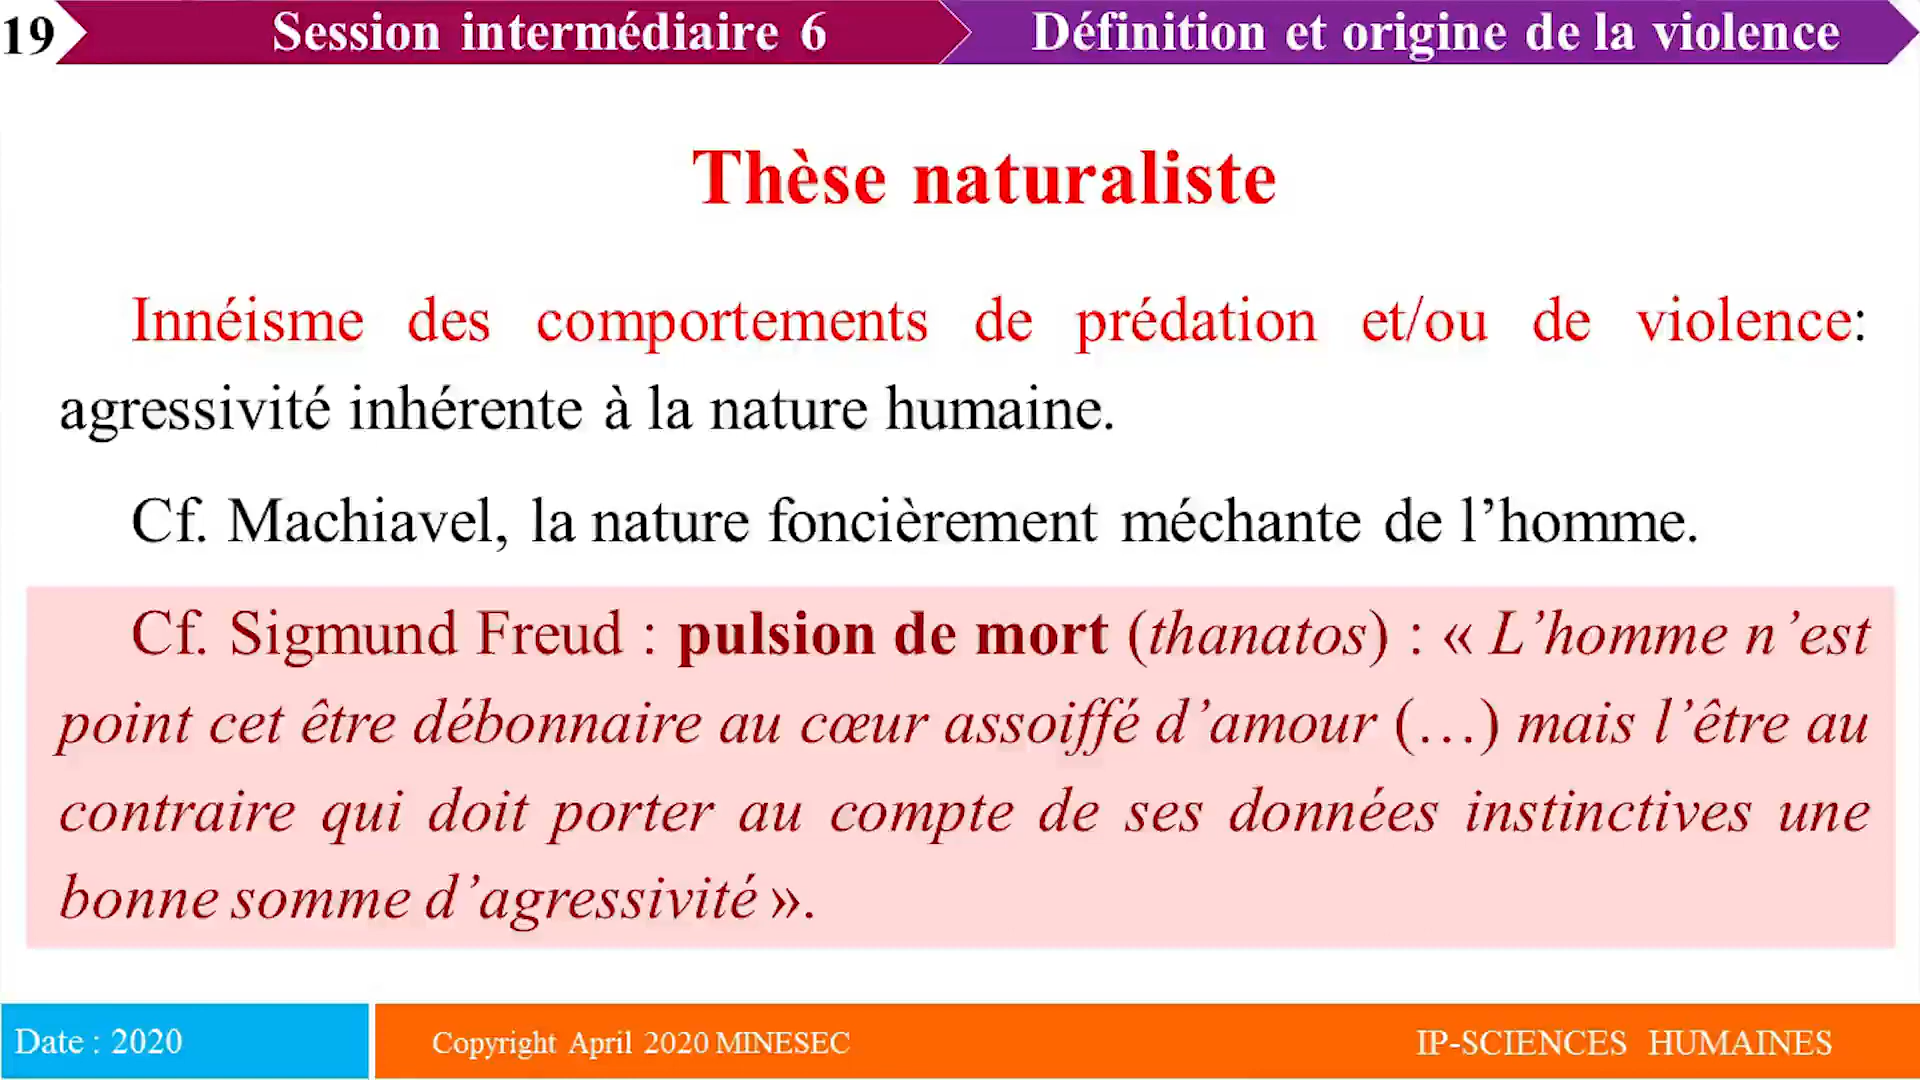 19 Session intermédiaire 6 Définition et origine de la violence
Thèse naturaliste
Innéisme des comportements de prédation et/ou de violence:
agressivité inhérente à la nature humaine.
Cf. Machiavel, la nature foncièrement méchante de l’homme.
Cf. Sigmund Freud : pulsion de mort (thanatos) : « L’homme n’est
point cet être débonnaire au cœur assoiffé d’amour (…) mais l’être au
contraire qui doit porter au compte de ses données instinctives une
bonne somme d’agressivité ».
Date : 2020 Copyright April 2020 MINESEC IP-SCIENCES HUMAINES